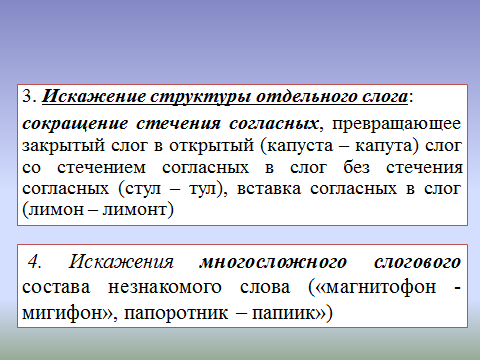 3. Искажение структуры отдельного слога:
сокращение стечения согласных, превращающее
закрытый слог в открытый (капуста – капута) слог
со стечением согласных в слог без стечения
согласных (стул – тул), вставка согласных в слог
(лимон – лимонт)
4. Искажения многосложного слогового
состава незнакомого слова («магнитофон -
мигифон», папоротник – папиик»)